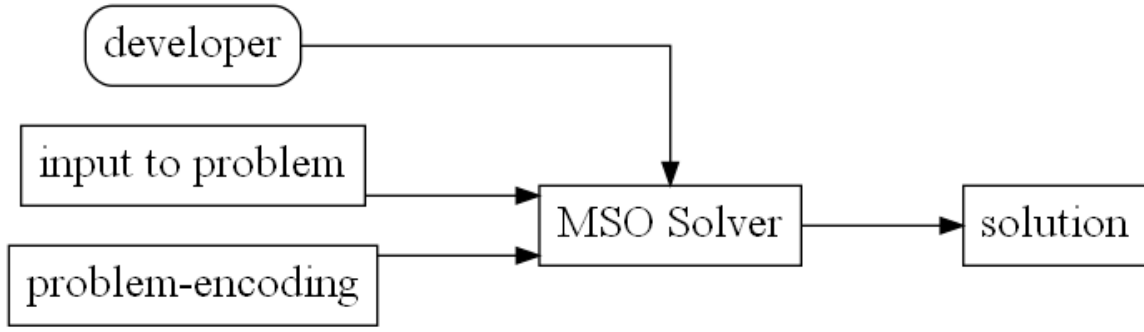 developer
input to problem
problem-encoding
MSO Solver
solution